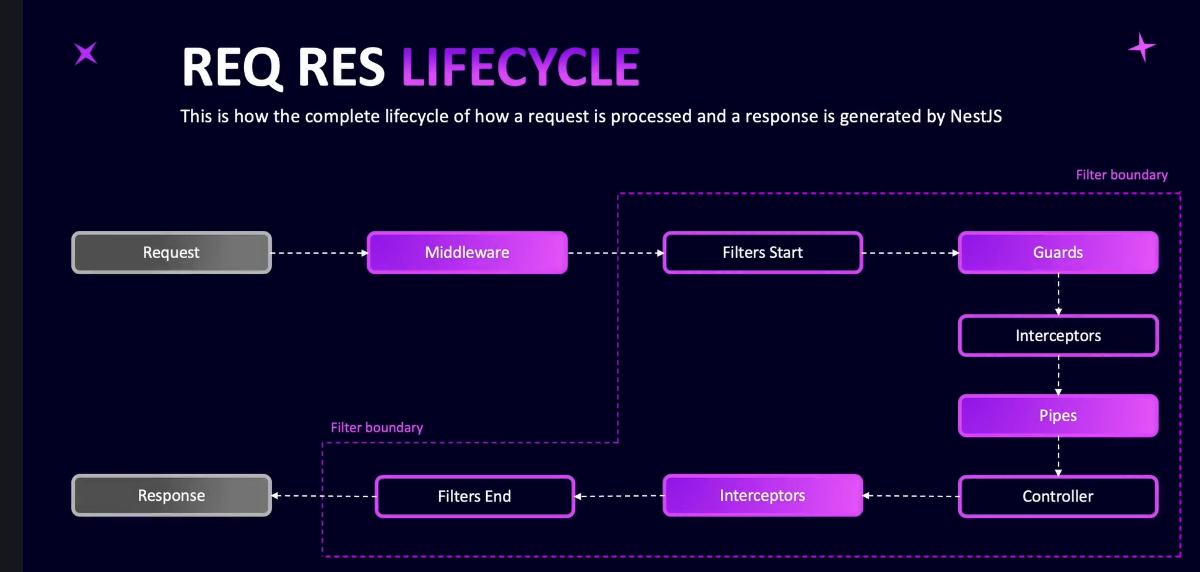 REQ RES LIFECYCLE
This is how the complete lifecycle of how a request is processed and a response is generated by NestJS
Filter boundary
Request
Middleware
Filters Start
Guards
Interceptors
Pipes
Filter boundary
Response
Filters End
Interceptors
Controller